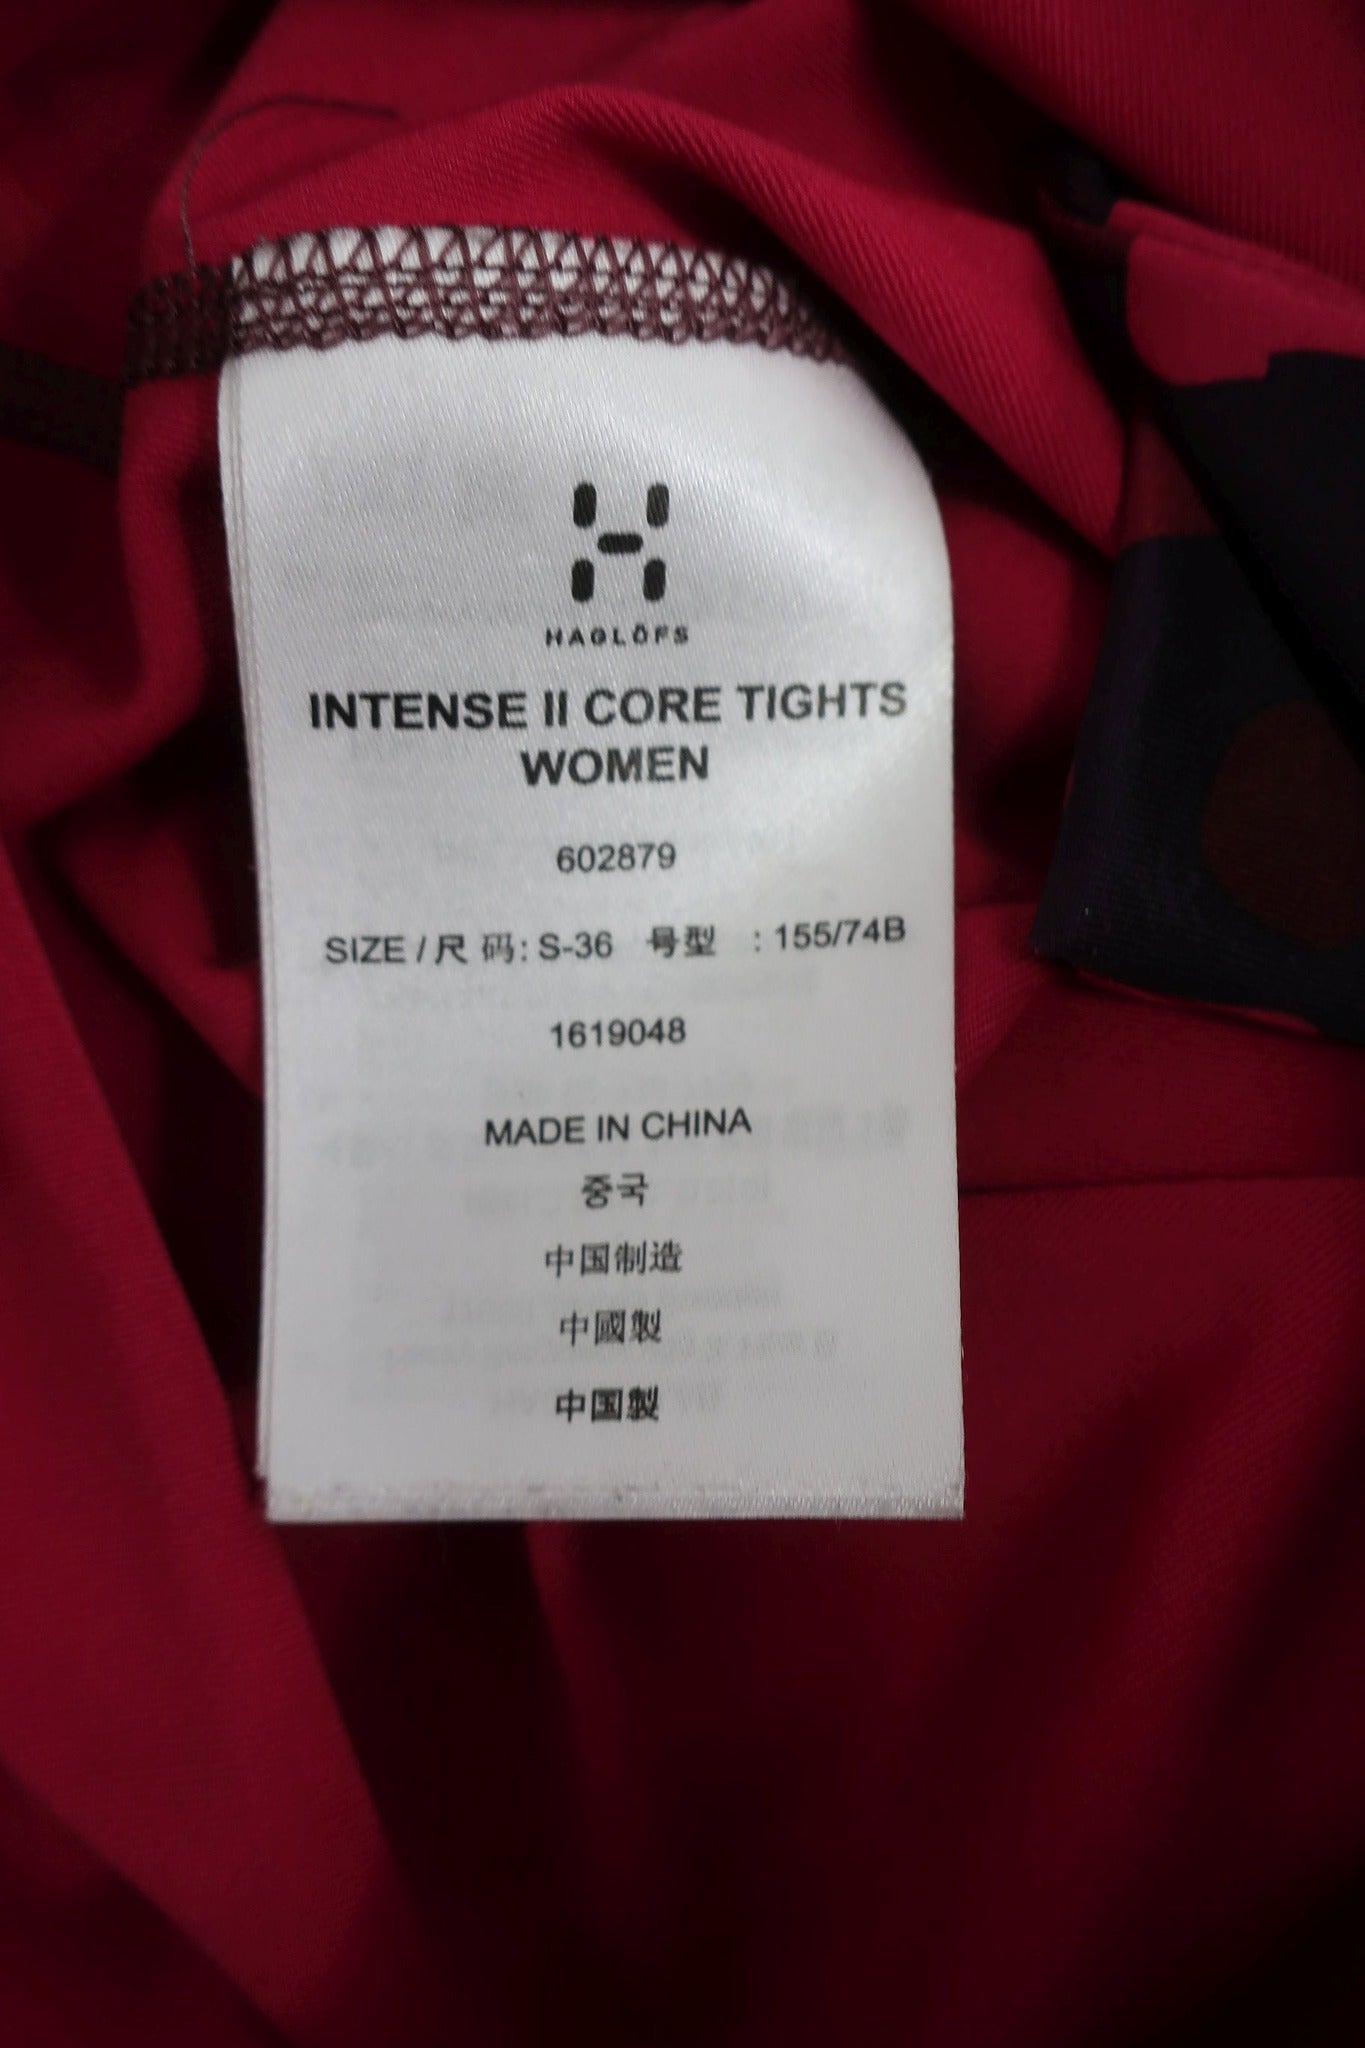 HAGLÖFS
INTENSE II CORE TIGHTS
WOMEN
602879
SIZE / 尺 码: S-36 号型 : 155/74B
1619048
MADE IN CHINA
중국
中国制造
中國製
中国製